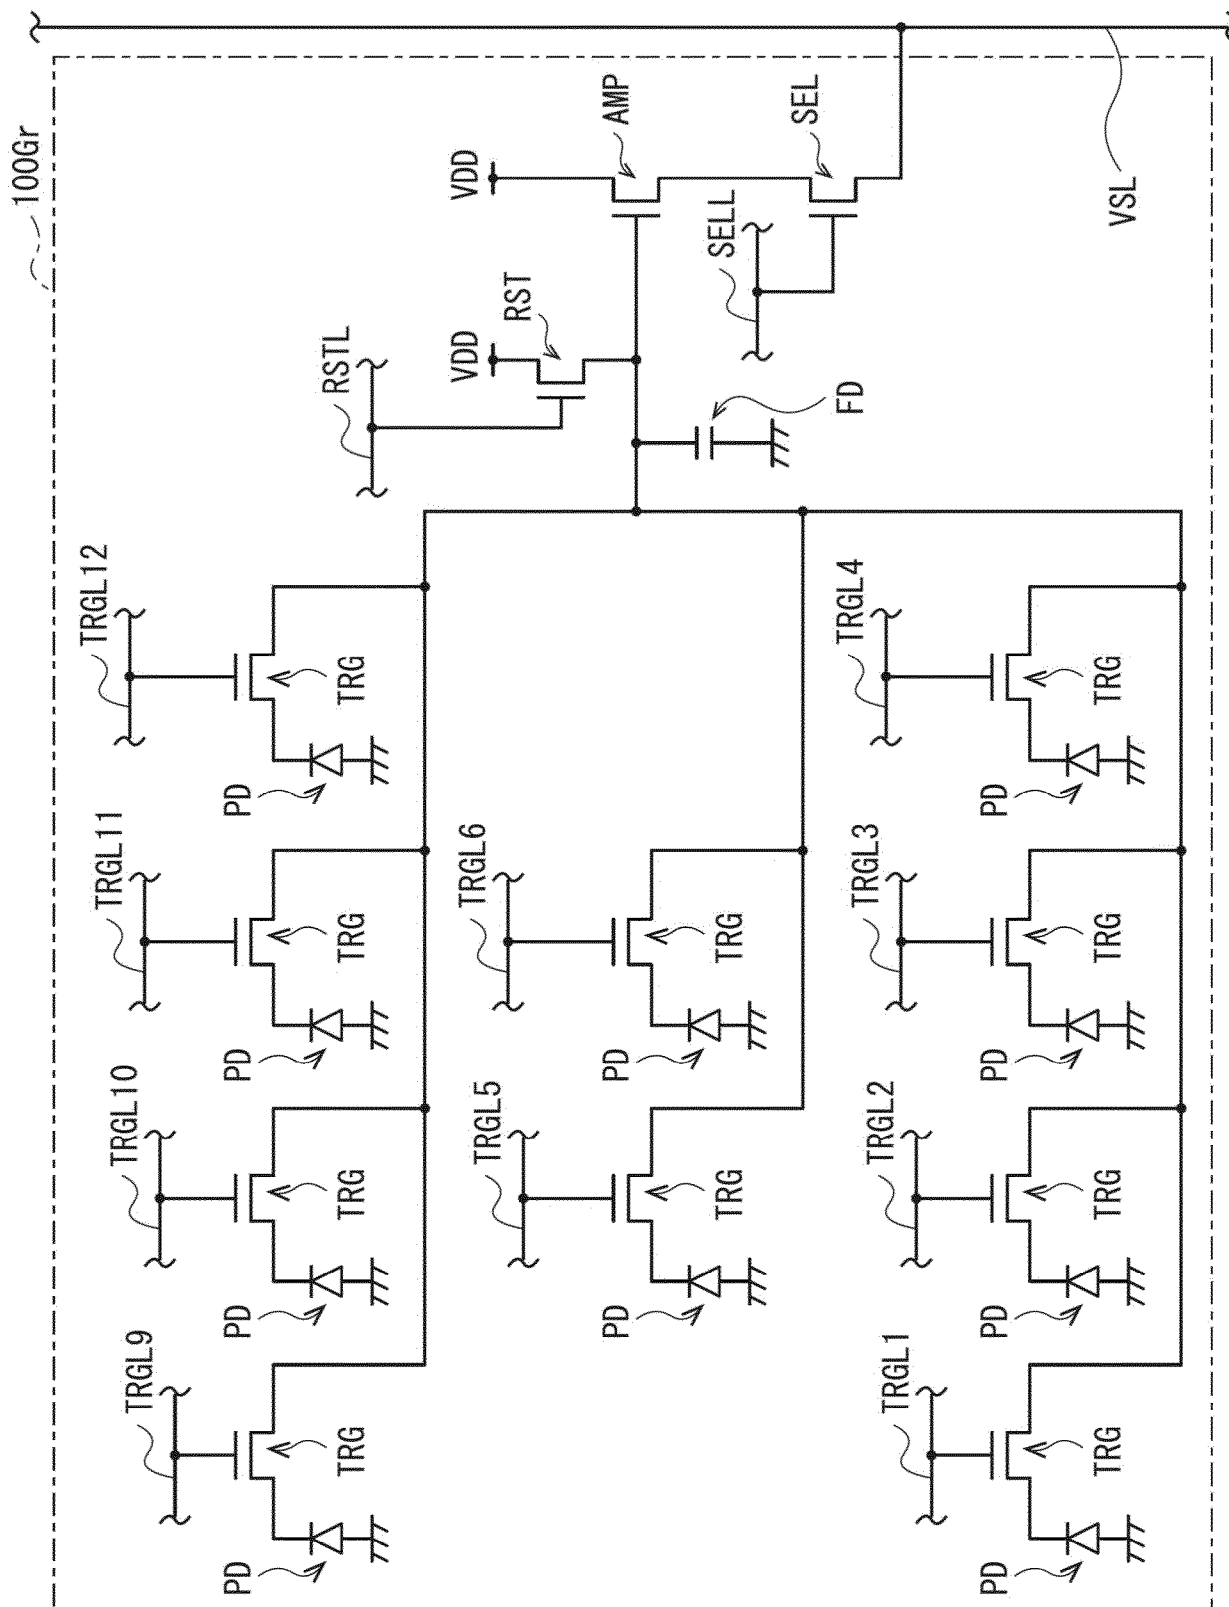 100Gr
TRGL9
TRG
PD
TRGL10
TRG
PD
TRGL11
TRG
PD
TRGL12
TRG
PD
TRGL5
TRG
PD
TRGL6
TRG
PD
TRGL1
TRG
PD
TRGL2
TRG
PD
TRGL3
TRG
PD
TRGL4
TRG
PD
RSTL
VDD
RST
FD
VDD
AMP
SELL
SEL
VSL